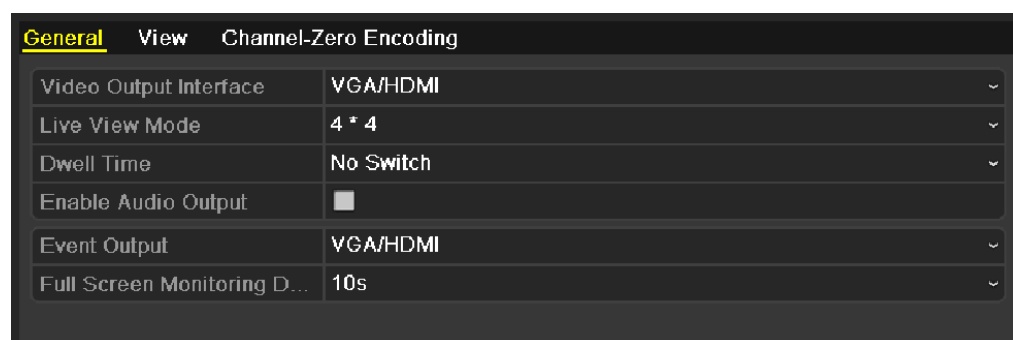 General View Channel-Zero Encoding
Video Output Interface VGA/HDMI
Live View Mode 4 * 4
Dwell Time No Switch
Enable Audio Output
Event Output VGA/HDMI
Full Screen Monitoring D... 10s